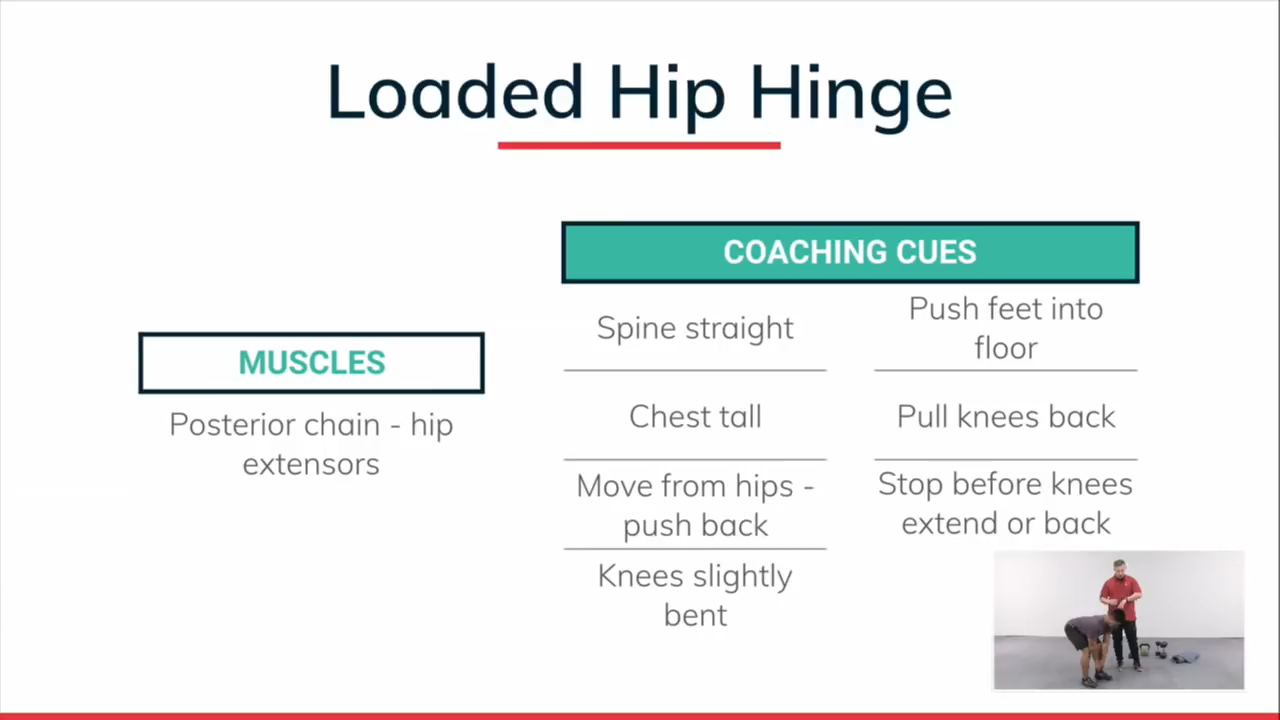 Loaded Hip Hinge
MUSCLES
Posterior chain - hip
extensors
COACHING CUES
Spine straight
Chest tall
Move from hips -
push back
Knees slightly
bent
Push feet into
floor
Pull knees back
Stop before knees
extend or back